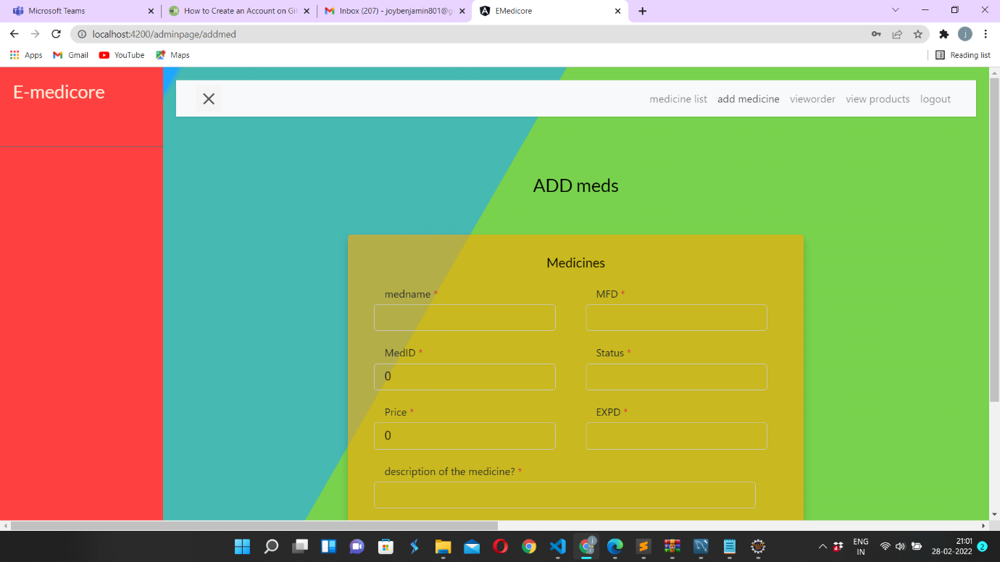 Microsoft Teams
How to Create an Account on Git
Inbox (207) - joybenjamin801@g
EMedicore
localhost:4200/adminpage/addmed
j
Apps
Gmail
YouTube
Maps
Reading list
E-medicore
medicine list
add medicine
vieworder
view products
logout
ADD meds
Medicines
medname *
MFD *
MedID *
Status *
0
Price *
EXPD *
0
description of the medicine? *
ENG
IN
21:01
28-02-2022
2